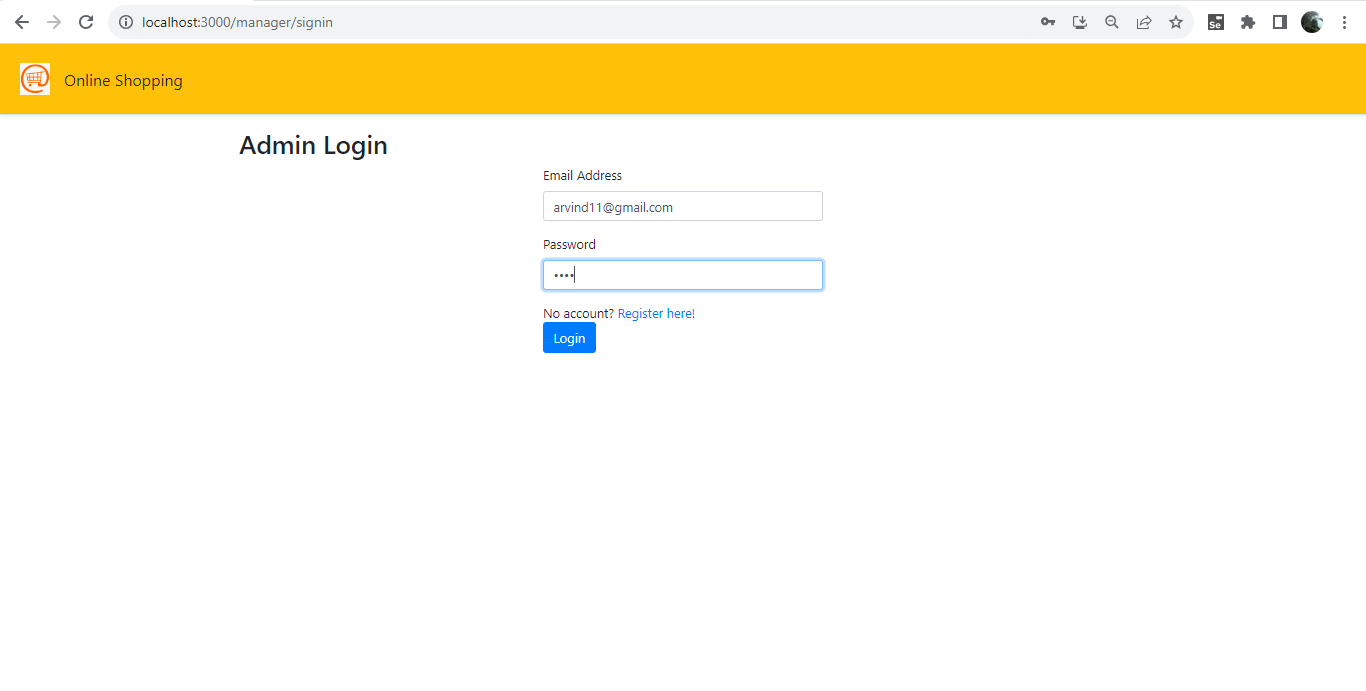 localhost:3000/manager/signin
Se
Online Shopping
Admin Login
Email Address
arvind11@gmail.com
Password
••••
No account? Register here!
Login